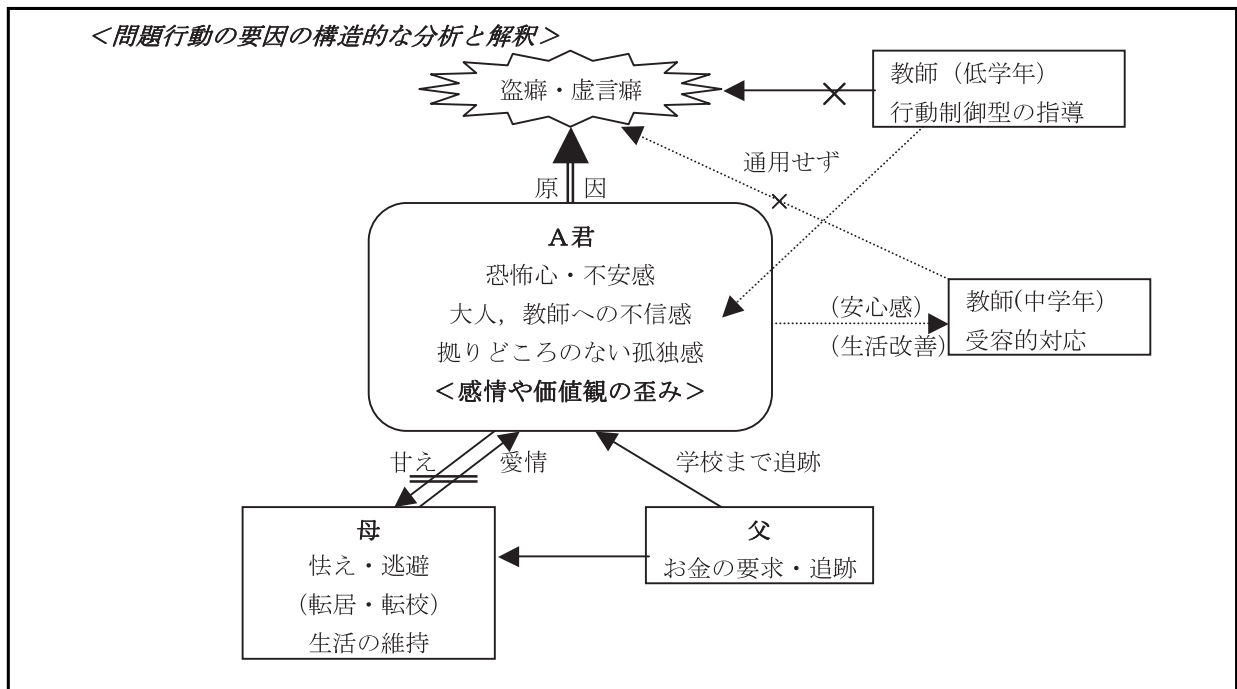 ＜問題行動の要因の構造的な分析と解釈＞
盗癖・虚言癖
教師（低学年）
行動制御型の指導
通用せず
原　因
Ａ君
恐怖心・不安感
大人，教師への不信感
拠りどころのない孤独感
＜感情や価値観の歪み＞
（安心感）
（生活改善）
教師(中学年）
受容的対応
甘え
愛情
学校まで追跡
母
怯え・逃避
（転居・転校）
生活の維持
父
お金の要求・追跡